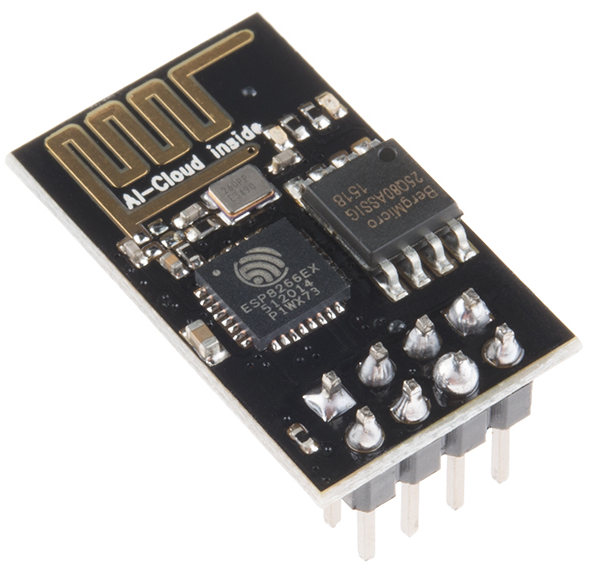 AI-Cloud inside
BergMicro
25Q80ASSIG
1518
ESP8266EX
512014
P1WX73